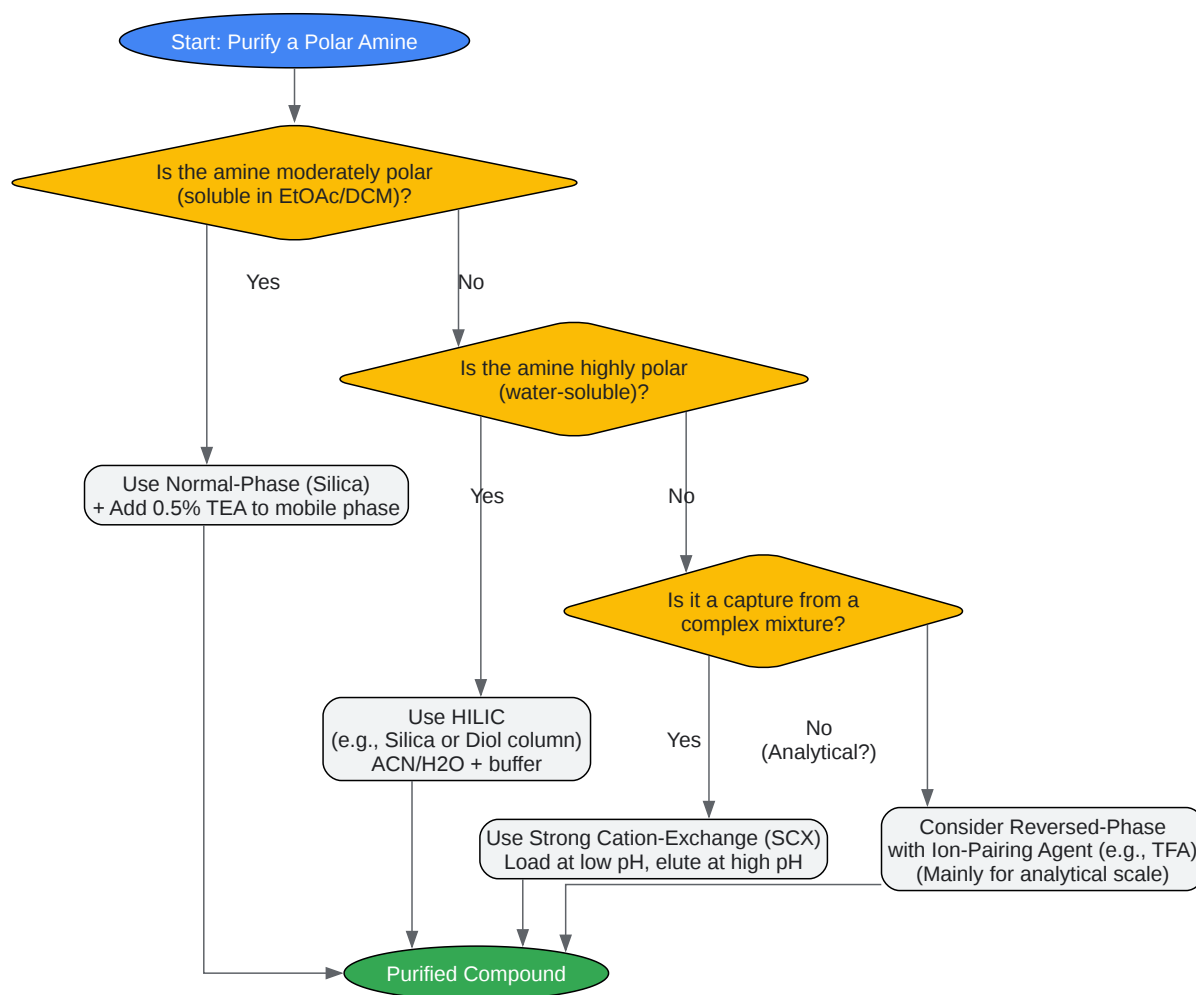 Start: Purify a Polar Amine
Is the amine moderately polar
(soluble in EtOAc/DCM)?
Yes
No
Is the amine highly polar
(water-soluble)?
Use Normal-Phase (Silica)
+ Add 0.5% TEA to mobile phase
Yes
No
Is it a capture from a
complex mixture?
Use HILIC
(e.g., Silica or Diol column)
ACN/H2O + buffer
Yes
No
(Analytical?)
Use Strong Cation-Exchange (SCX)
Load at low pH, elute at high pH
Consider Reversed-Phase
with Ion-Pairing Agent (e.g., TFA)
(Mainly for analytical scale)
Purified Compound